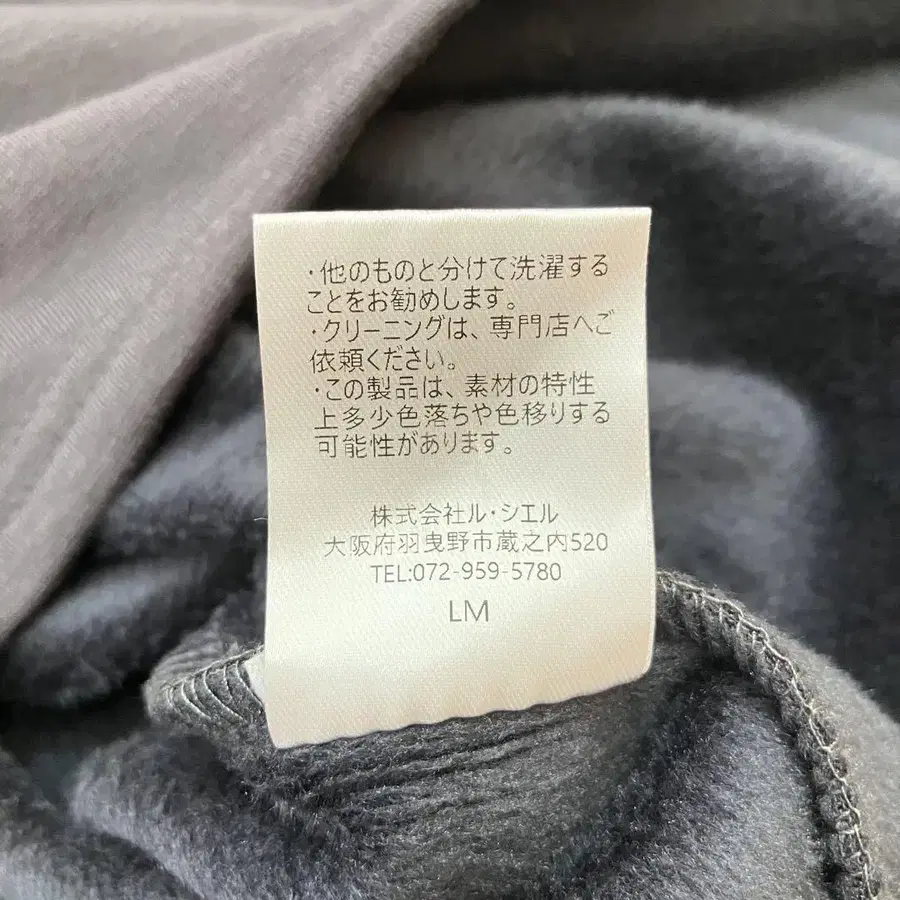 ・他のものと分けて洗濯する
ことをお勧めします。
・クリーニングは、専門店へご
依頼ください。
・この製品は、素材の特性
上多少色落ちや色移りする
可能性があります。
株式会社ル・シエル
大阪府羽曳野市蔵之内520
TEL:072-959-5780
LM